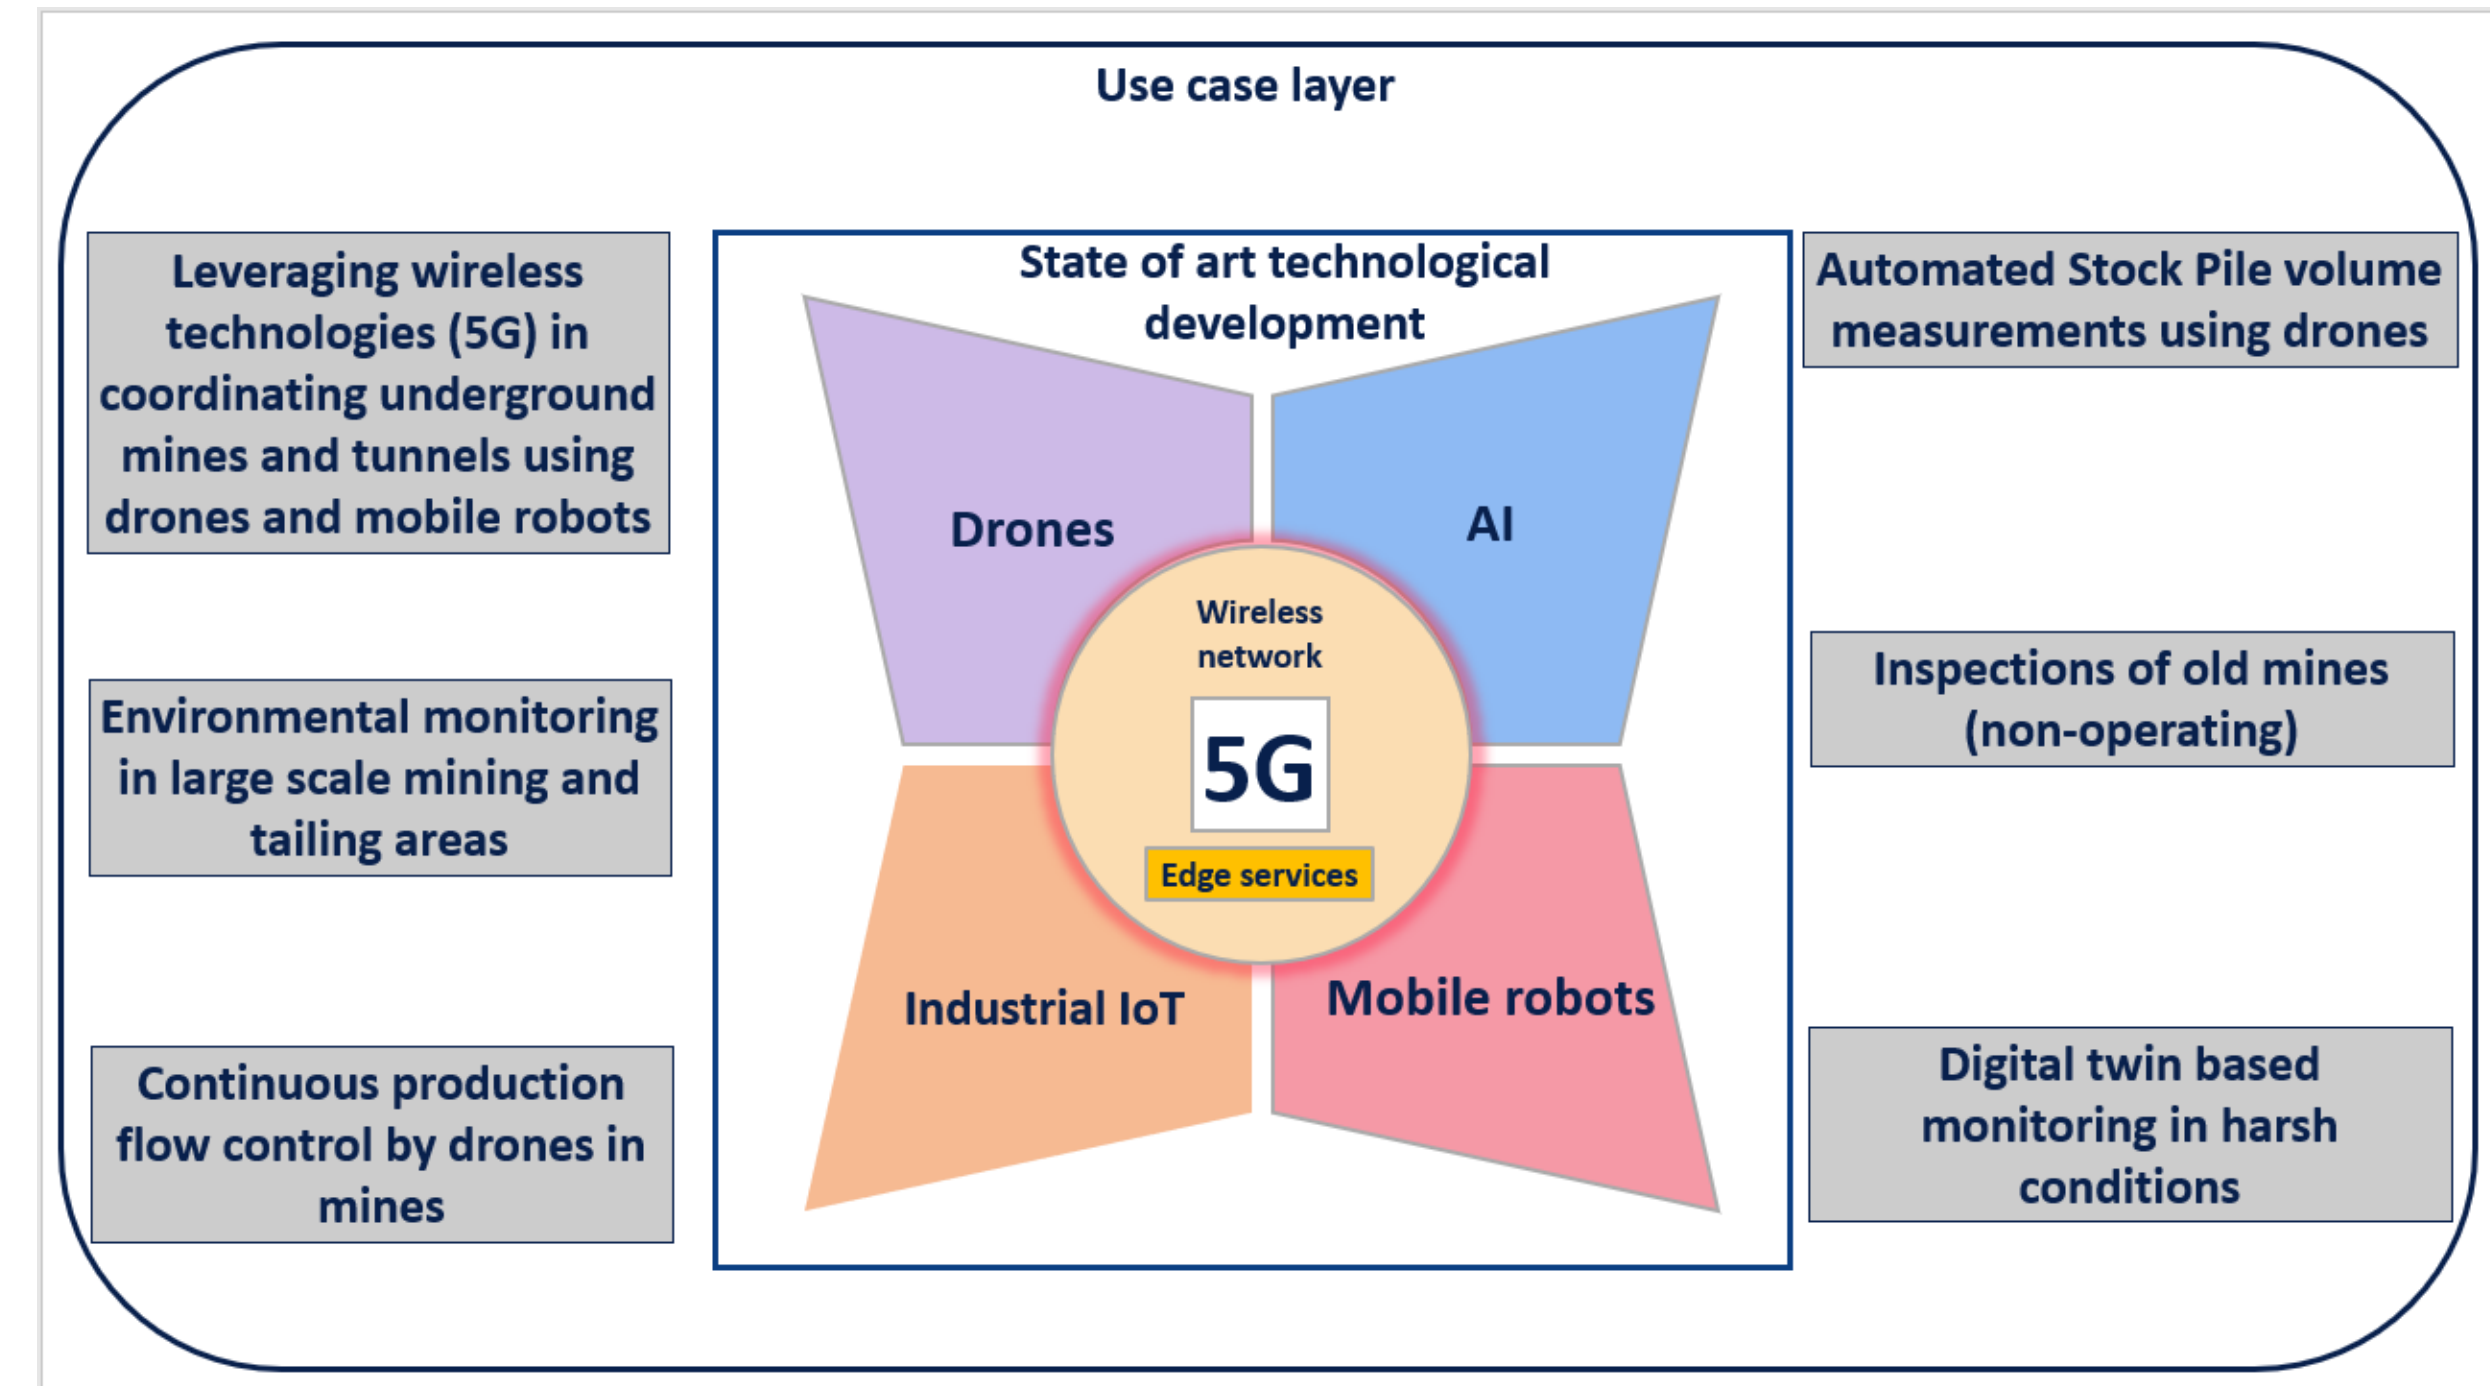 Use case layer
Leveraging wireless
technologies (5G) in
coordinating underground
mines and tunnels using
drones and mobile robots
Environmental monitoring
in large scale mining and
tailing areas
Continuous production
flow control by drones in
mines
State of art technological
development
Drones
AI
Wireless
network
5G
Edge services
Industrial IoT
Mobile robots
Automated Stock Pile volume
measurements using drones
Inspections of old mines
(non-operating)
Digital twin based
monitoring in harsh
conditions